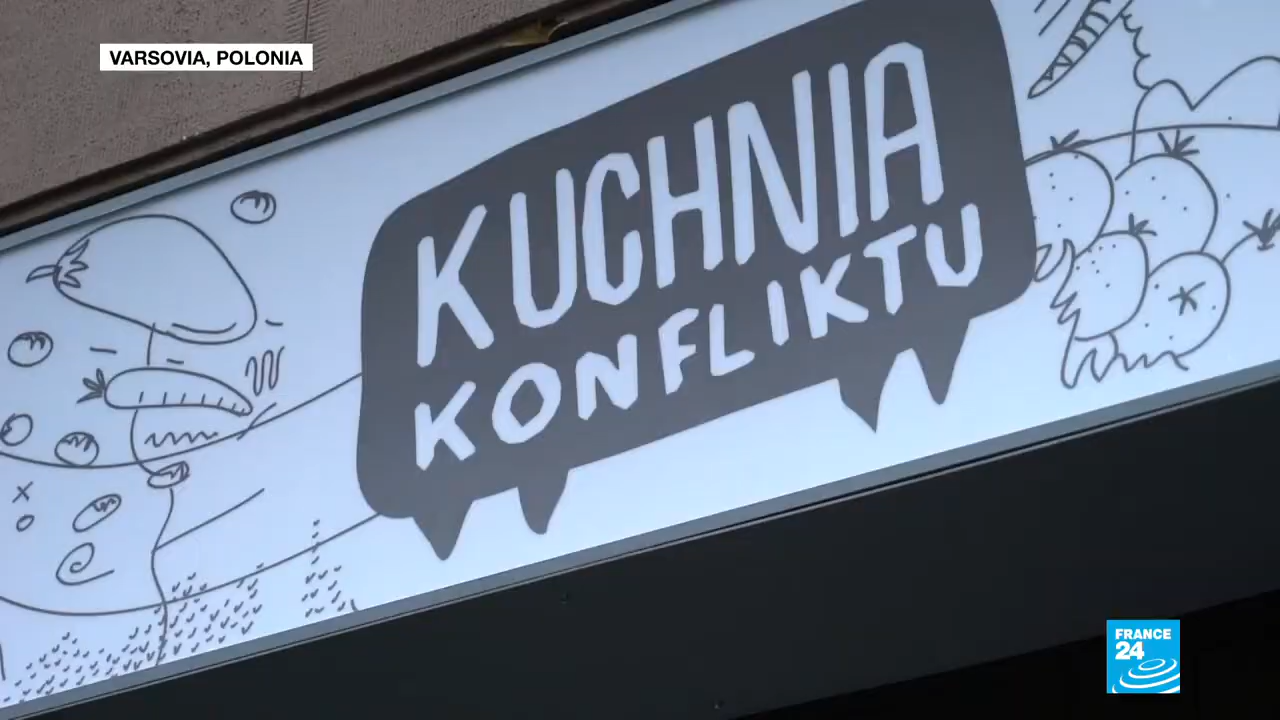 VARSOVIA, POLONIA
KUCHNIA
KONFLIKTU
FRANCE
24